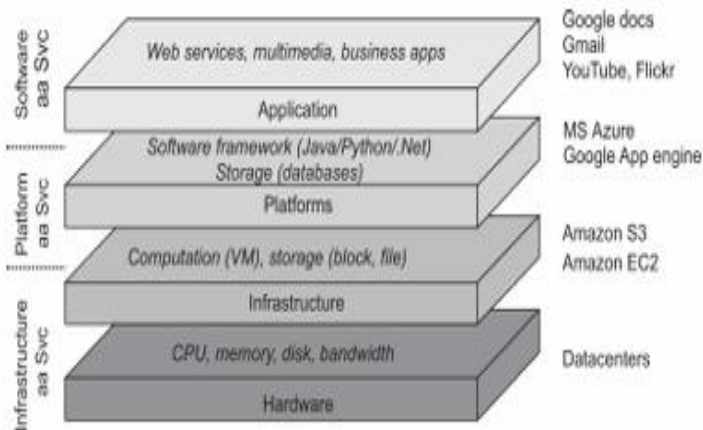 Software
aa Svc
Web services, multimedia, business apps
Application
Google docs
Gmail
YouTube, Flickr
Platform
aa Svc
Software framework (Java/Python/.Net)
Storage (databases)
Platforms
MS Azure
Google App engine
Infrastructure
aa Svc
Computation (VM), storage (block, file)
Infrastructure
Amazon S3
Amazon EC2
CPU, memory, disk, bandwidth
Hardware
Datacenters